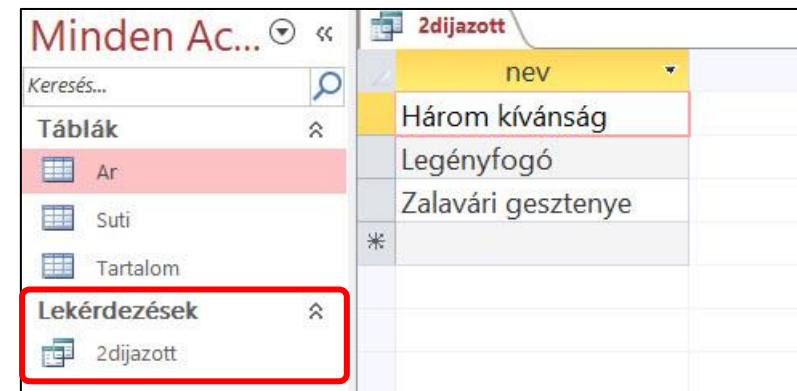 Minden Ac...
Keresés...
Táblák
Ar
Suti
Tartalom
Lekérdezések
2dijazott
2dijazott
nev
Három kívánság
Legényfogó
Zalavári gesztenye